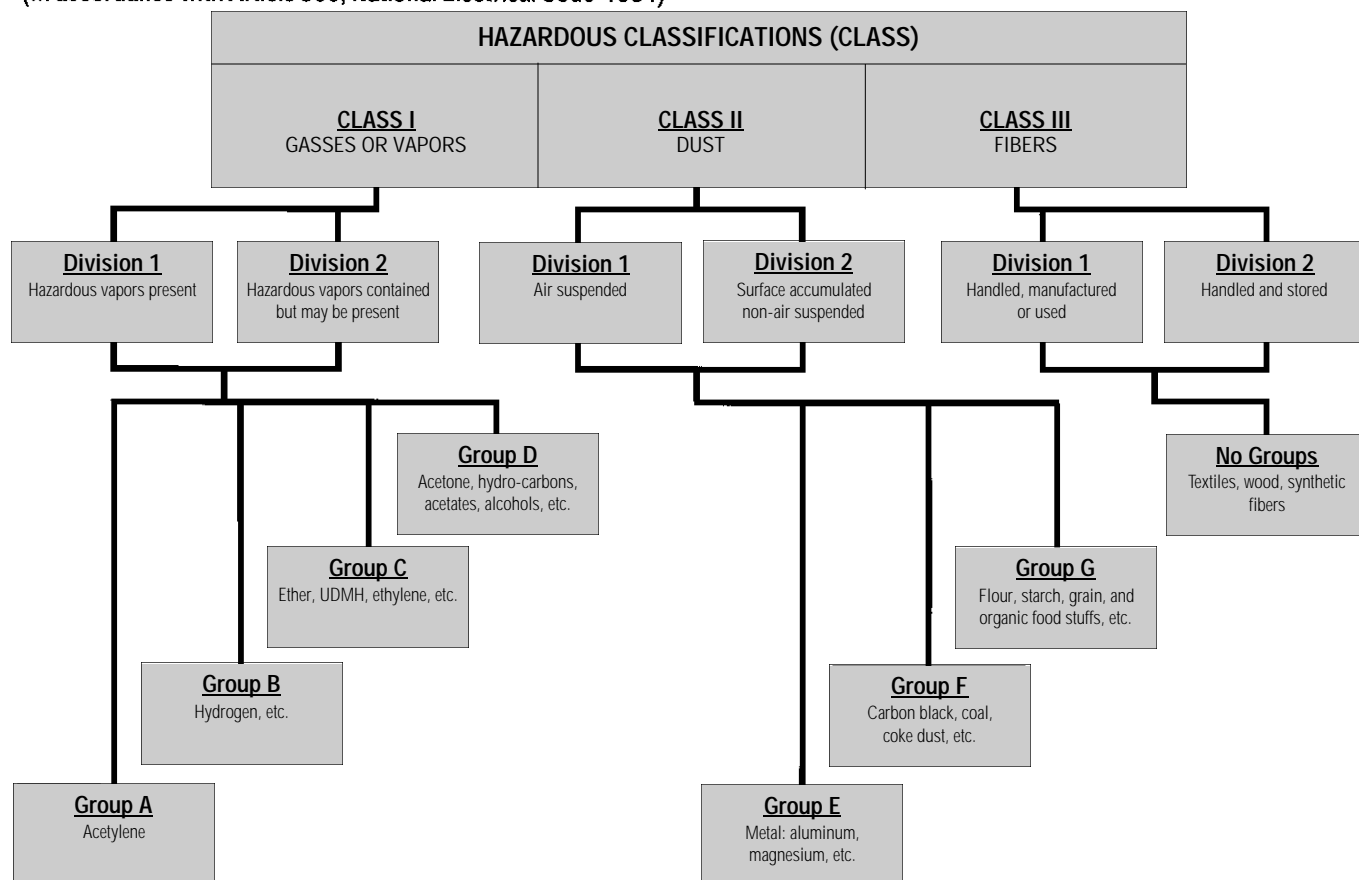 HAZARDOUS CLASSIFICATIONS (CLASS)
CLASS I
GASSES OR VAPORS
CLASS II
DUST
CLASS III
FIBERS
Division 1
Hazardous vapors present
Division 2
Hazardous vapors contained
but may be present
Division 1
Air suspended
Division 2
Surface accumulated
non-air suspended
Division 1
Handled, manufactured
or used
Division 2
Handled and stored
Group D
Acetone, hydro-carbons,
acetates, alcohols, etc.
No Groups
Textiles, wood, synthetic
fibers
Group C
Ether, UDMH, ethylene, etc.
Group G
Flour, starch, grain, and
organic food stuffs, etc.
Group B
Hydrogen, etc.
Group F
Carbon black, coal,
coke dust, etc.
Group A
Acetylene
Group E
Metal: aluminum,
magnesium, etc.